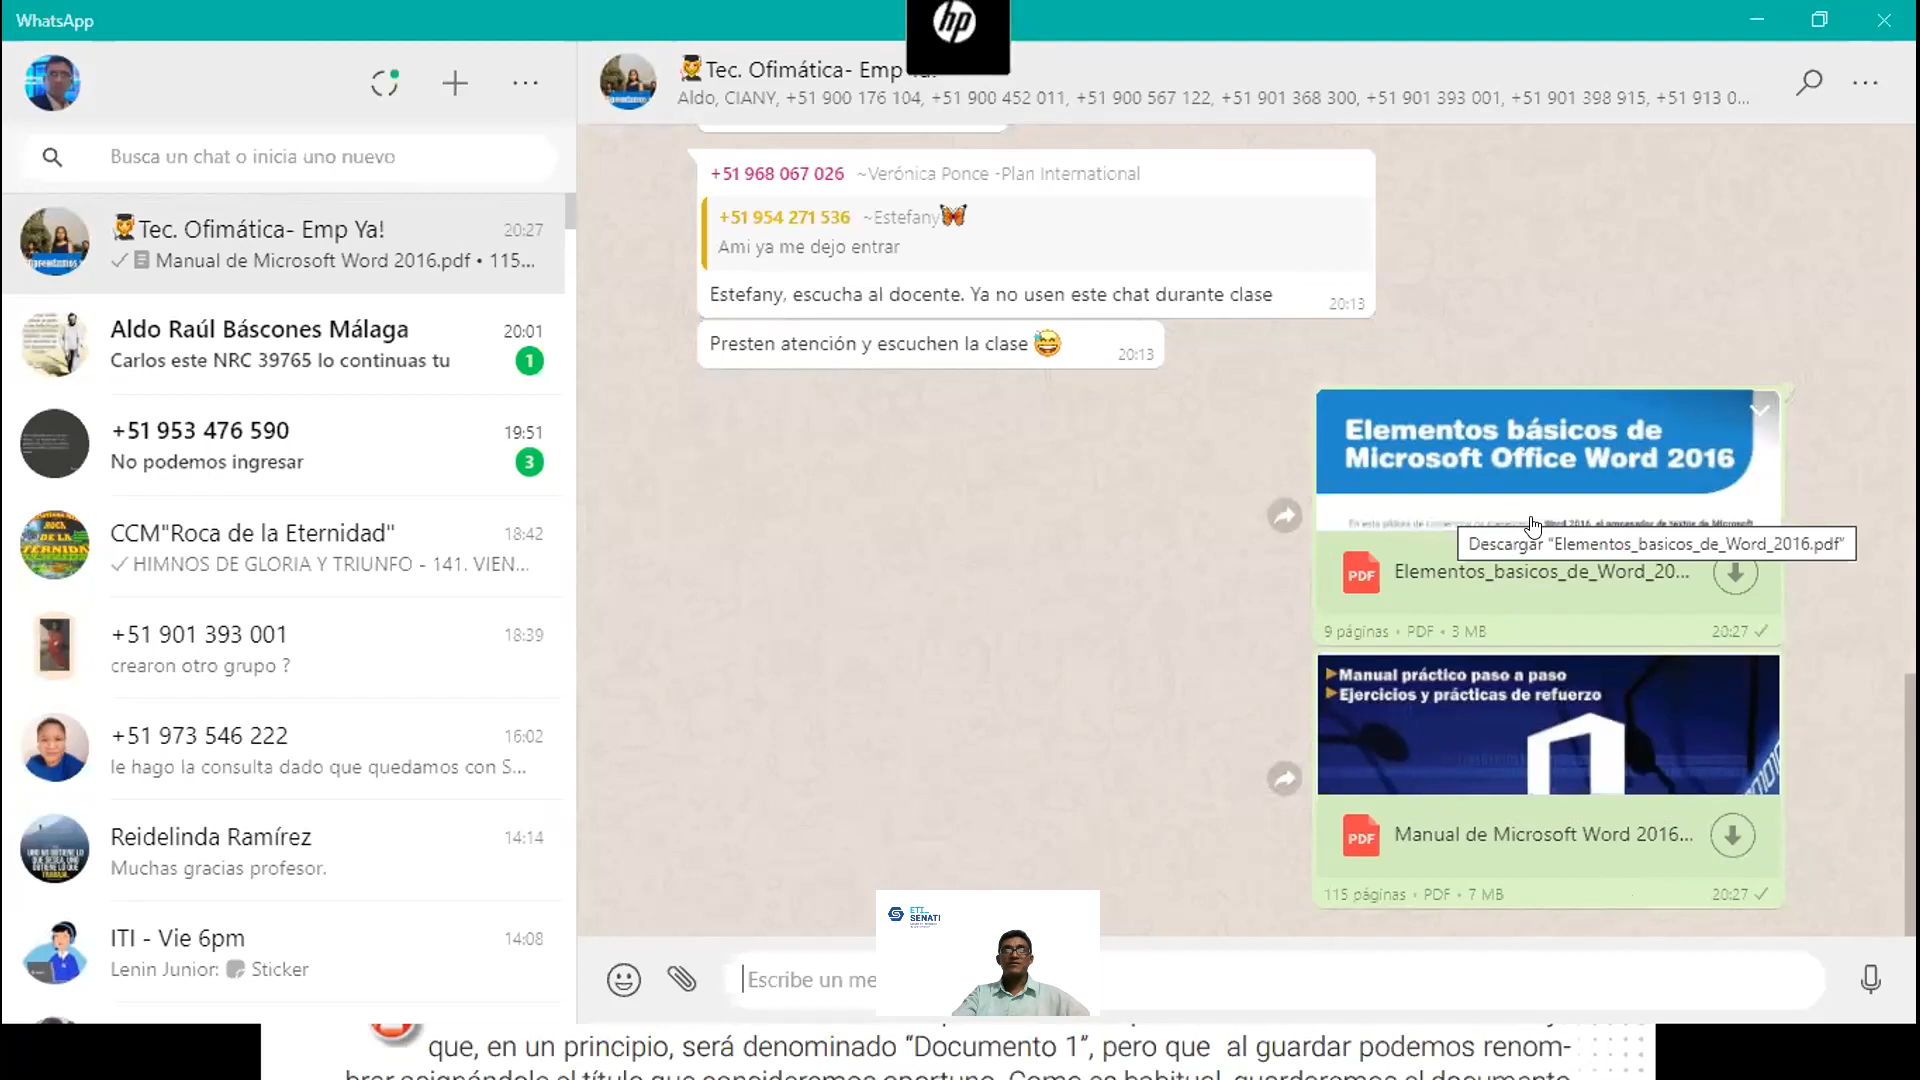 WhatsApp
hp
Busca un chat o inicia uno nuevo
Tec. Ofimática- Emp Ya!
20:27
Manual de Microsoft Word 2016.pdf • 115...
Aldo Raúl Báscones Málaga
20:01
Carlos este NRC 39765 lo continuas tu
1
+51 953 476 590
19:51
No podemos ingresar
3
CCM"Roca de la Eternidad"
18:42
HIMNOS DE GLORIA Y TRIUNFO - 141. VIEN...
+51 901 393 001
18:39
crearon otro grupo ?
+51 973 546 222
16:02
le hago la consulta dado que quedamos con S...
Reidelinda Ramírez
14:14
Muchas gracias profesor.
ITI - Vie 6pm
14:08
Lenin Junior: Sticker
Tec. Ofimática- Emp
Aldo, CIANY, +51 900 176 104, +51 900 452 011, +51 900 567 122, +51 901 368 300, +51 901 393 001, +51 901 398 915, +51 913 0...
+51 968 067 026 ~Verónica Ponce -Plan International
+51 954 271 536 ~Estefany
Ami ya me dejo entrar
Estefany, escucha al docente. Ya no usen este chat durante clase
20:13
Presten atención y escuchen la clase
20:13
Elementos básicos de
Microsoft Office Word 2016
Descargar "Elementos_basicos_de_Word_2016.pdf"
PDF
Elementos_basicos_de_Word_20...
9 páginas • PDF • 3 MB
20:27
Manual práctico paso a paso
Ejercicios y prácticas de refuerzo
PDF
Manual de Microsoft Word 2016...
115 páginas • PDF • 7 MB
20:27
ETI_
SENATI
Escribe un me
que, en un principio, será denominado “Documento 1”, pero que al guardar podemos renom-